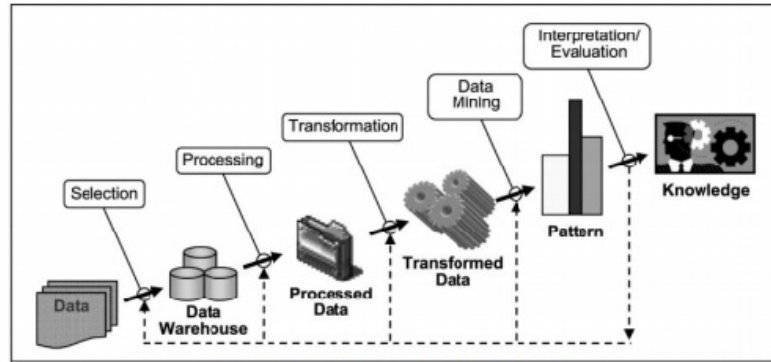 Interpretation/
Evaluation
Data
Mining
Transformation
Processing
Selection
Knowledge
Pattern
Transformed
Data
Processed
Data
Data
Warehouse
Data